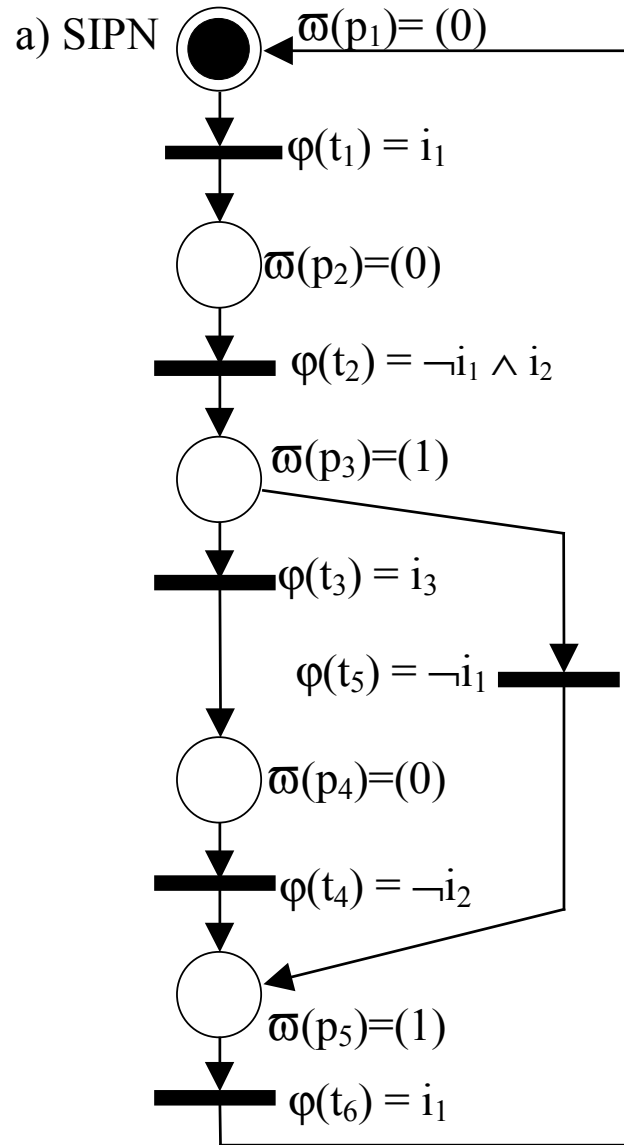 a) SIPN
ϖ(p₁)= (0)
φ(t₁) = i₁
ϖ(p₂)=(0)
φ(t₂) = ¬i₁ ∧ i₂
ϖ(p₃)=(1)
φ(t₃) = i₃
φ(t₅) = ¬i₁
ϖ(p₄)=(0)
φ(t₄) = ¬i₂
ϖ(p₅)=(1)
φ(t₆) = i₁